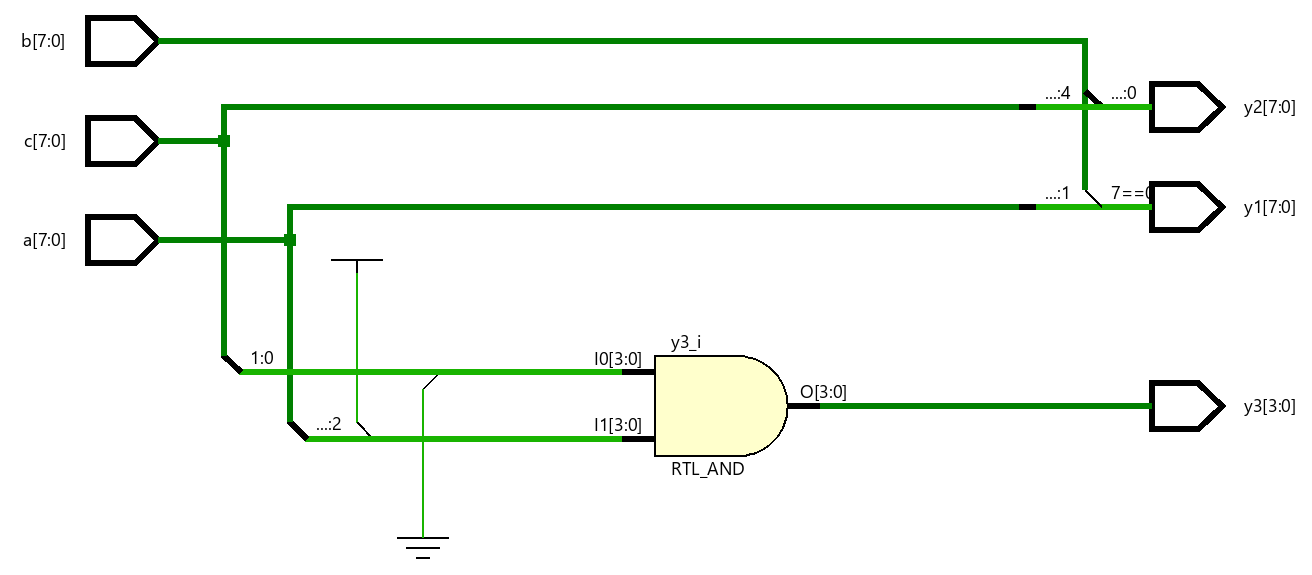 b[7:0]
...:4
...:0
y2[7:0]
c[7:0]
...:1
7==0
y1[7:0]
a[7:0]
y3_i
1:0
I0[3:0]
O[3:0]
y3[3:0]
...:2
I1[3:0]
RTL_AND